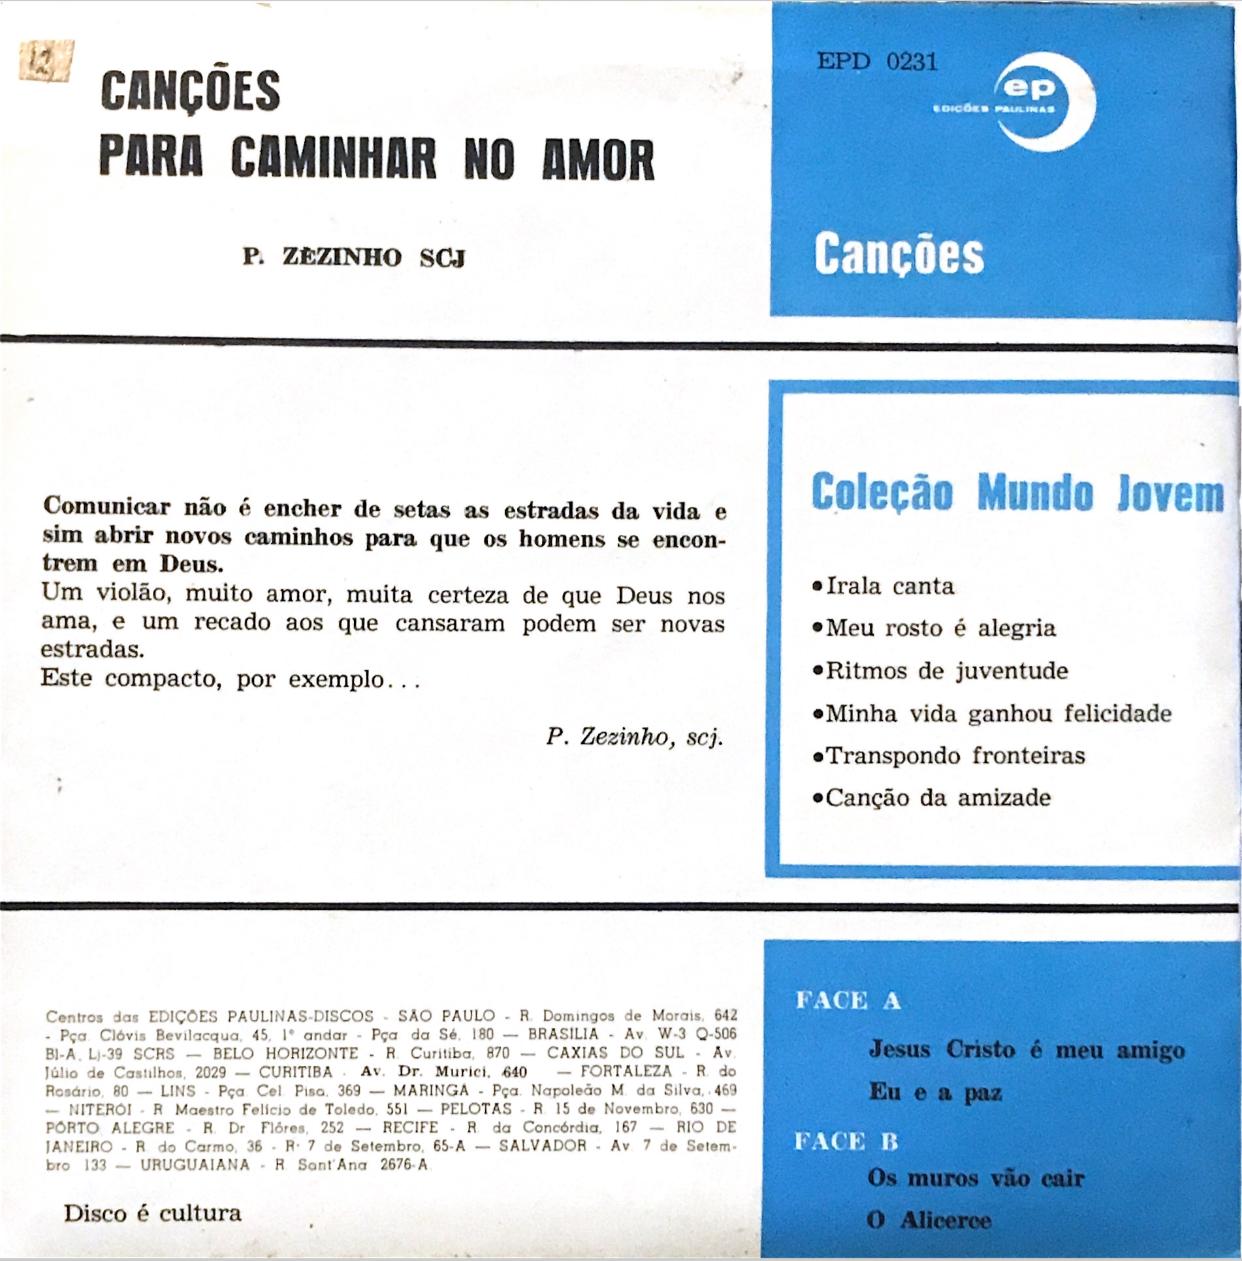 12
CANÇÕES
PARA CAMINHAR NO AMOR
P. ZÈZINHO SCJ
EPD 0231
ep
EDIÇÕES PAULINAS
Canções
Comunicar não é encher de setas as estradas da vida e
sim abrir novos caminhos para que os homens se encon-
trem em Deus.
Um violão, muito amor, muita certeza de que Deus nos
ama, e um recado aos que cansaram podem ser novas
estradas.
Este compacto, por exemplo...
P. Zezinho, scj.
Coleção Mundo Jovem
•Irala canta
•Meu rosto é alegria
•Ritmos de juventude
•Minha vida ganhou felicidade
•Transpondo fronteiras
•Canção da amizade
Centros das EDIÇÕES PAULINAS-DISCOS - SÃO PAULO - R. Domingos de Morais, 642
- Pça. Clóvis Bevilacqua, 45, 1° andar - Pça da Sé, 180 — BRASILIA - Av. W-3 Q-506
Bl-A, Lj-39 SCRS — BELO HORIZONTE - R. Curitiba, 870 — CAXIAS DO SUL - Av.
Júlio de Castilhos, 2029 — CURITIBA - Av. Dr. Murici, 640 — FORTALEZA - R. do
Rosário, 80 — LINS - Pça. Cel. Pisa, 369 — MARINGA - Pça. Napoleão M. da Silva, 469
— NITERÓI - R. Maestro Felício de Toledo, 551 — PELOTAS - R. 15 de Novembro, 630 —
PÔRTO ALEGRE - R. Dr. Flôres, 252 — RECIFE - R. da Concórdia, 167 — RIO DE
JANEIRO - R. do Carmo, 36 - R. 7 de Setembro, 65-A — SALVADOR - Av. 7 de Setem-
bro 133 — URUGUAIANA - R. Sant'Ana 2676-A
Disco é cultura
FACE A
Jesus Cristo é meu amigo
Eu e a paz
FACE B
Os muros vão cair
O Alicerce